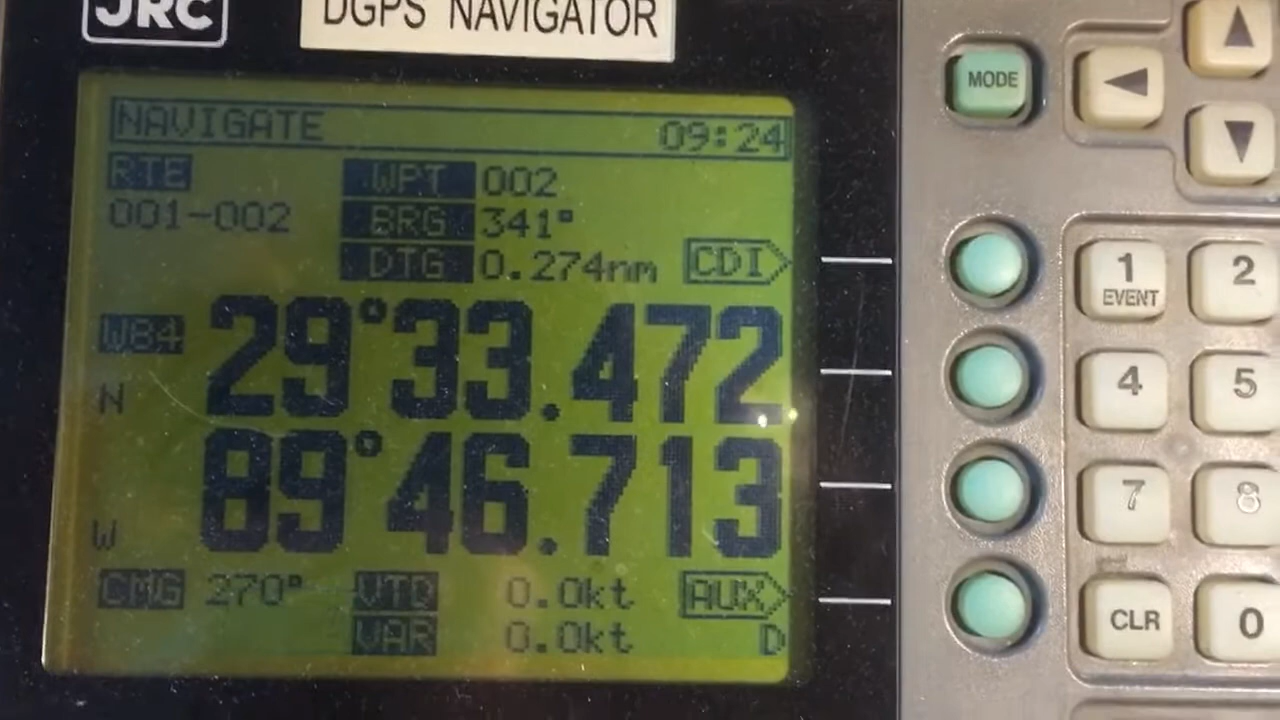 JRC
DGPS NAVIGATOR
NAVIGATE 09:24
RTE WPT 002
001-002 BRG 341°
DTG 0.274nm CDI
W84
N 29°33.472
W 89°46.713
CMG 270° VTD 0.0kt AUX
VAR 0.0kt D
MODE
1 2
EVENT
4 5
7 8
CLR 0